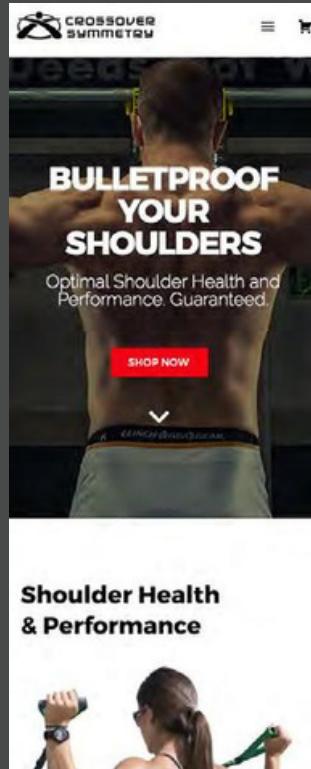 CROSSOVER
SYMMETRY
BULLETPROOF
YOUR
SHOULDERS
Optimal Shoulder Health and
Performance. Guaranteed.
SHOP NOW
Shoulder Health
& Performance